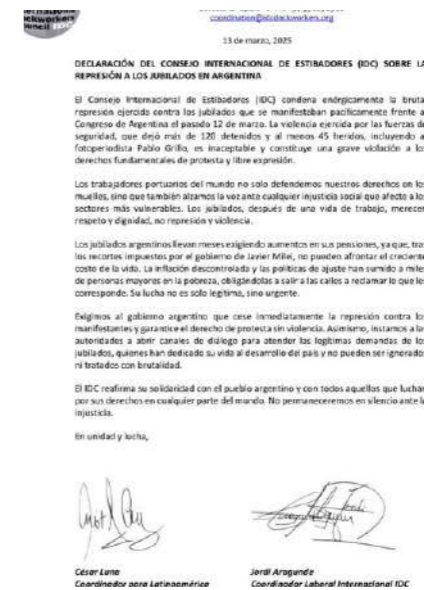 ckworkers
coordination@idcdockworkers.org
13 de marzo, 2025
DECLARACIÓN DEL CONSEJO INTERNACIONAL DE ESTIBADORES (IDC) SOBRE LA
REPRESIÓN A LOS JUBILADOS EN ARGENTINA
El Consejo Internacional de Estibadores (IDC) condena enérgicamente la bruta
represión ejercida contra los jubilados que se manifestaban pacíficamente frente a
Congreso de Argentina el pasado 12 de marzo. La violencia ejercida por las fuerzas de
seguridad, que dejó más de 120 detenidos y al menos 45 heridos, incluyendo a
fotoperiodista Pablo Grillo, es inaceptable y constituye una grave violación a lo
derechos fundamentales de protesta y libre expresión.
Los trabajadores portuarios del mundo no solo defendemos nuestros derechos en lo
muelles, sino que también alzamos la voz ante cualquier injusticia social que afecte a lo
sectores más vulnerables. Los jubilados, después de una vida de trabajo, merecen
respeto y dignidad, no represión y violencia.
Los jubilados argentinos llevan meses exigiendo aumentos en sus pensiones, ya que, tra
los recortes impuestos por el gobierno de Javier Milei, no pueden afrontar el creciente
costo de la vida. La inflación descontrolada y las políticas de ajuste han sumido a mile
de personas mayores en la pobreza, obligándolas a salir a las calles a reclamar lo que le
corresponde. Su lucha no es solo legítima, sino urgente.
Exigimos al gobierno argentino que cese inmediatamente la represión contra lo
manifestantes y garantice el derecho de protesta sin violencia. Asimismo, instamos a la
autoridades a abrir canales de diálogo para atender las legítimas demandas de lo
jubilados, quienes han dedicado su vida al desarrollo del país y no pueden ser ignorado
ni tratados con brutalidad.
El IDC reafirma su solidaridad con el pueblo argentino y con todos aquellos que lucha
por sus derechos en cualquier parte del mundo. No permaneceremos en silencio ante la
injusticia.
En unidad y lucha,
César Luna
Jordi Aragunde
Coordinador para Latinoamérica
Coordinador Laboral Internacional IDC